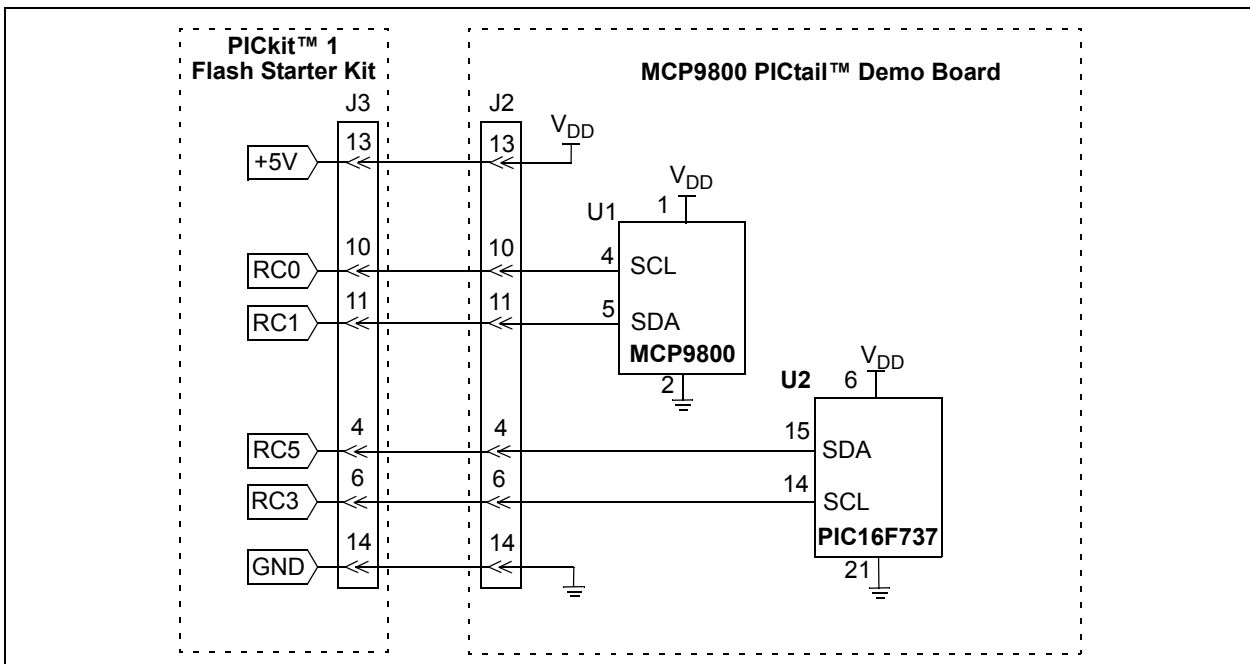 PICkit™ 1
Flash Starter Kit
MCP9800 PICtail™ Demo Board
J3
J2
+5V
13
13
VDD
VDD
1
U1
RC0
10
10
4
SCL
RC1
11
11
5
SDA
MCP9800
2
VDD
U2
6
RC5
4
4
15
SDA
RC3
6
6
14
SCL
PIC16F737
GND
14
14
21